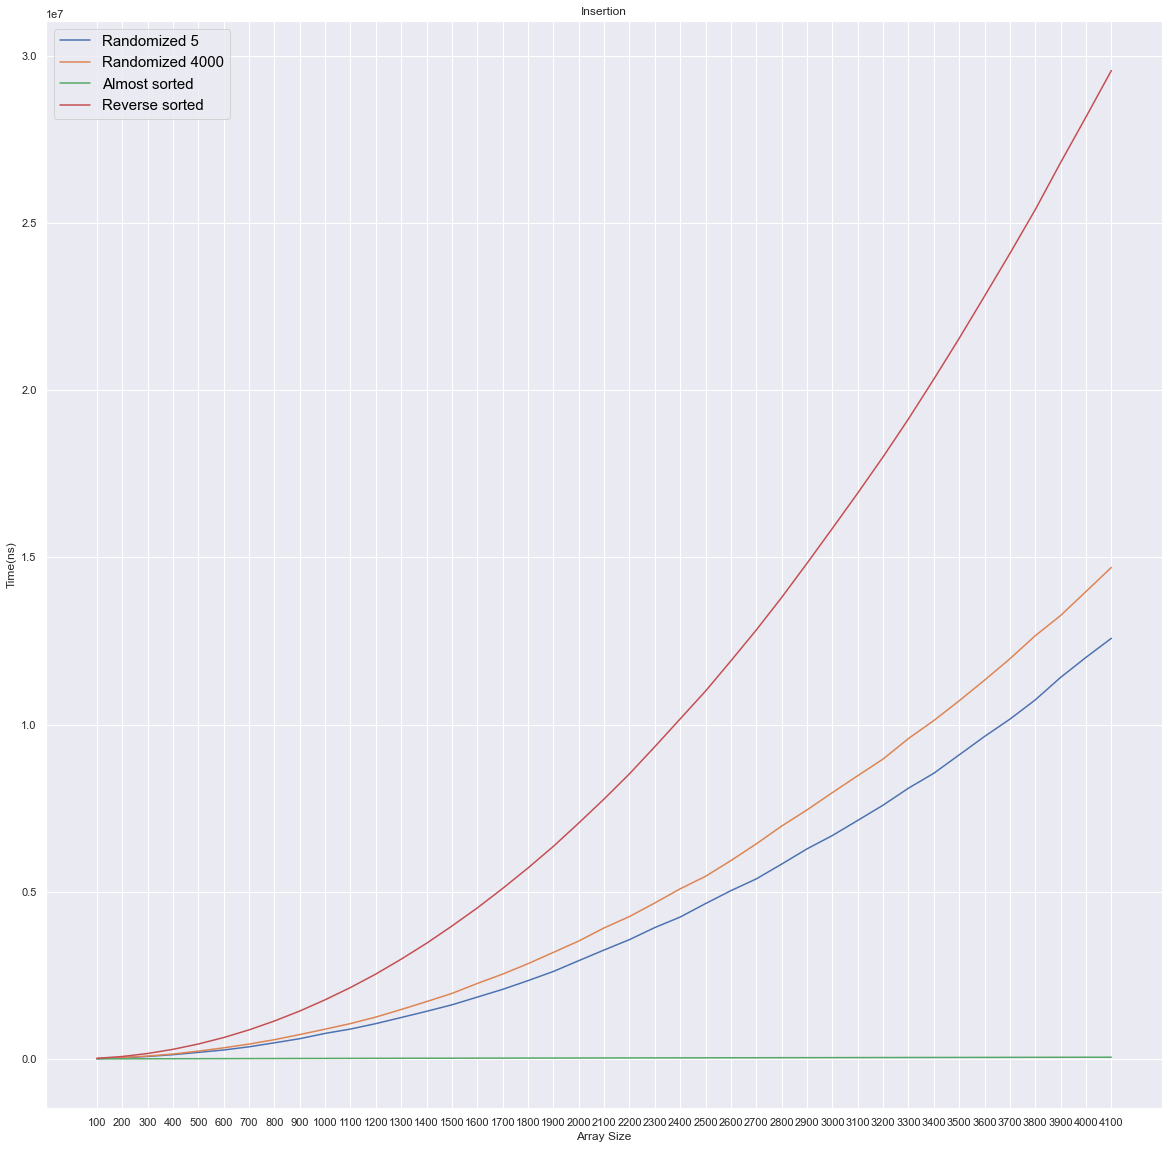 Insertion
1e7
Randomized 5
Randomized 4000
Almost sorted
Reverse sorted
3.0
2.5
2.0
1.5
1.0
0.5
0.0
Time(ns)
100 200 300 400 500 600 700 800 900 1000 1100 1200 1300 1400 1500 1600 1700 1800 1900 2000 2100 2200 2300 2400 2500 2600 2700 2800 2900 3000 3100 3200 3300 3400 3500 3600 3700 3800 3900 4000 4100
Array Size